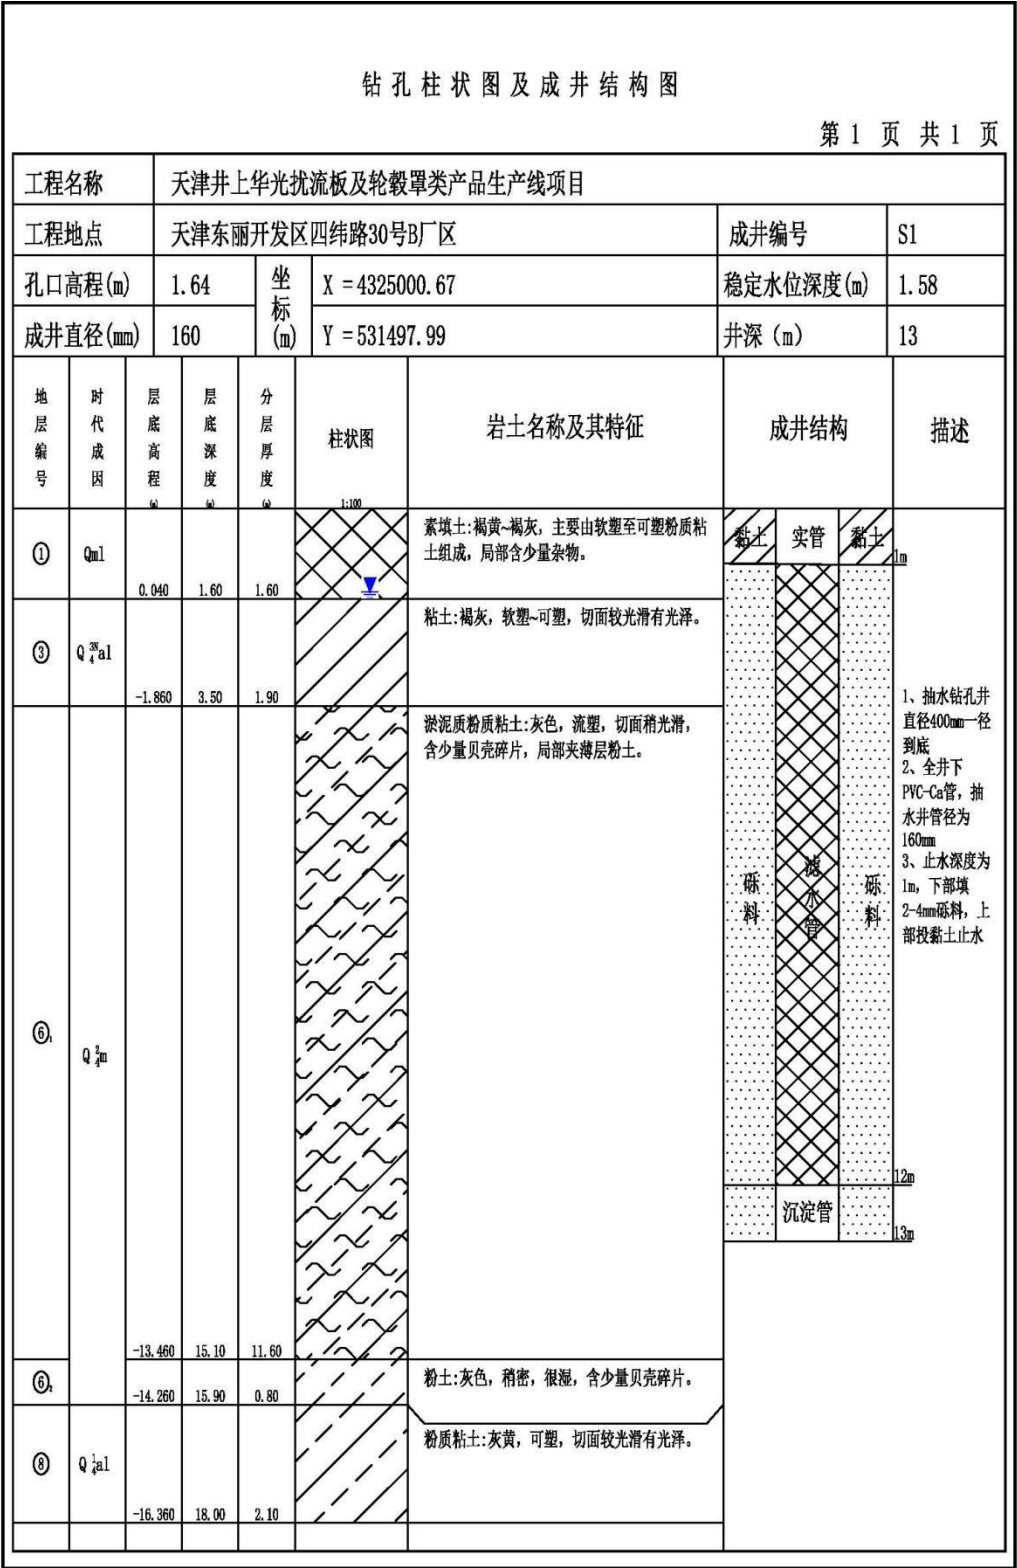 钻孔柱状图及成井结构图
第 1 页 共 1 页
工程名称 天津井上华光扰流板及轮毂罩类产品生产线项目
工程地点 天津东丽开发区四纬路30号B厂区 成井编号 S1
孔口高程(m) 1.64 坐标(m) X =4325000.67 稳定水位深度(m) 1.58
成井直径(mm) 160 Y =531497.99 井深 (m) 13
地层编号 时代成因 层底高程(m) 层底深度(m) 分层厚度(m) 柱状图 1:100 岩土名称及其特征 成井结构 描述
① Qml 0.040 1.60 1.60
素填土:褐黄~褐灰, 主要由软塑至可塑粉质粘
土组成, 局部含少量杂物。
③ Q 3N 4 al -1.860 3.50 1.90
粘土:褐灰, 软塑~可塑, 切面较光滑有光泽。
⑥1 Q 2 4 m -13.460 15.10 11.60
淤泥质粉质粘土:灰色, 流塑, 切面稍光滑,
含少量贝壳碎片, 局部夹薄层粉土。
⑥2 -14.260 15.90 0.80
粉土:灰色, 稍密, 很湿, 含少量贝壳碎片。
⑧ Q 1 4 al -16.360 18.00 2.10
粉质粘土:灰黄, 可塑, 切面较光滑有光泽。
黏土 实管 黏土
1m
砾料 滤水管 砾料
12m
沉淀管
13m
1、抽水钻孔井
直径400mm一径
到底
2、全井下
PVC-Ca管, 抽
水井管径为
160mm
3、止水深度为
1m, 下部填
2-4mm砾料, 上
部投黏土止水